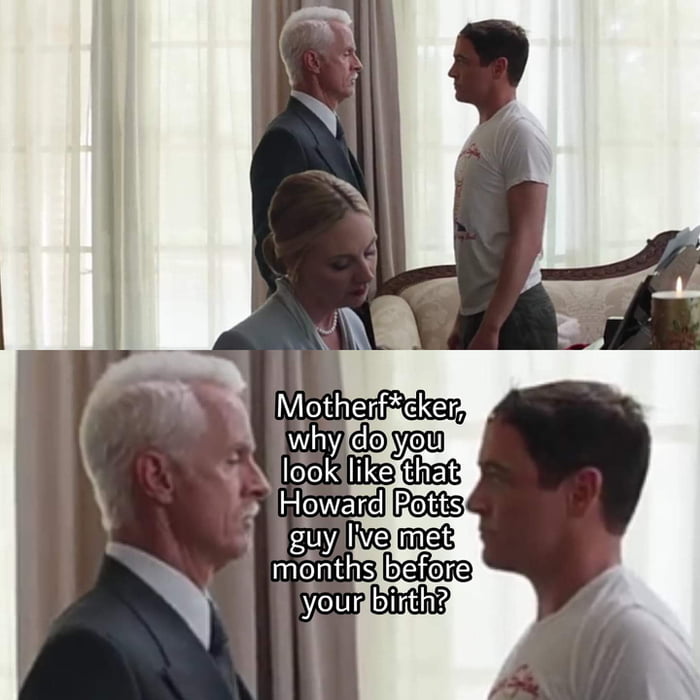 Motherf*cker,
why do you
look like that
Howard Potts
guy I've met
months before
your birth?